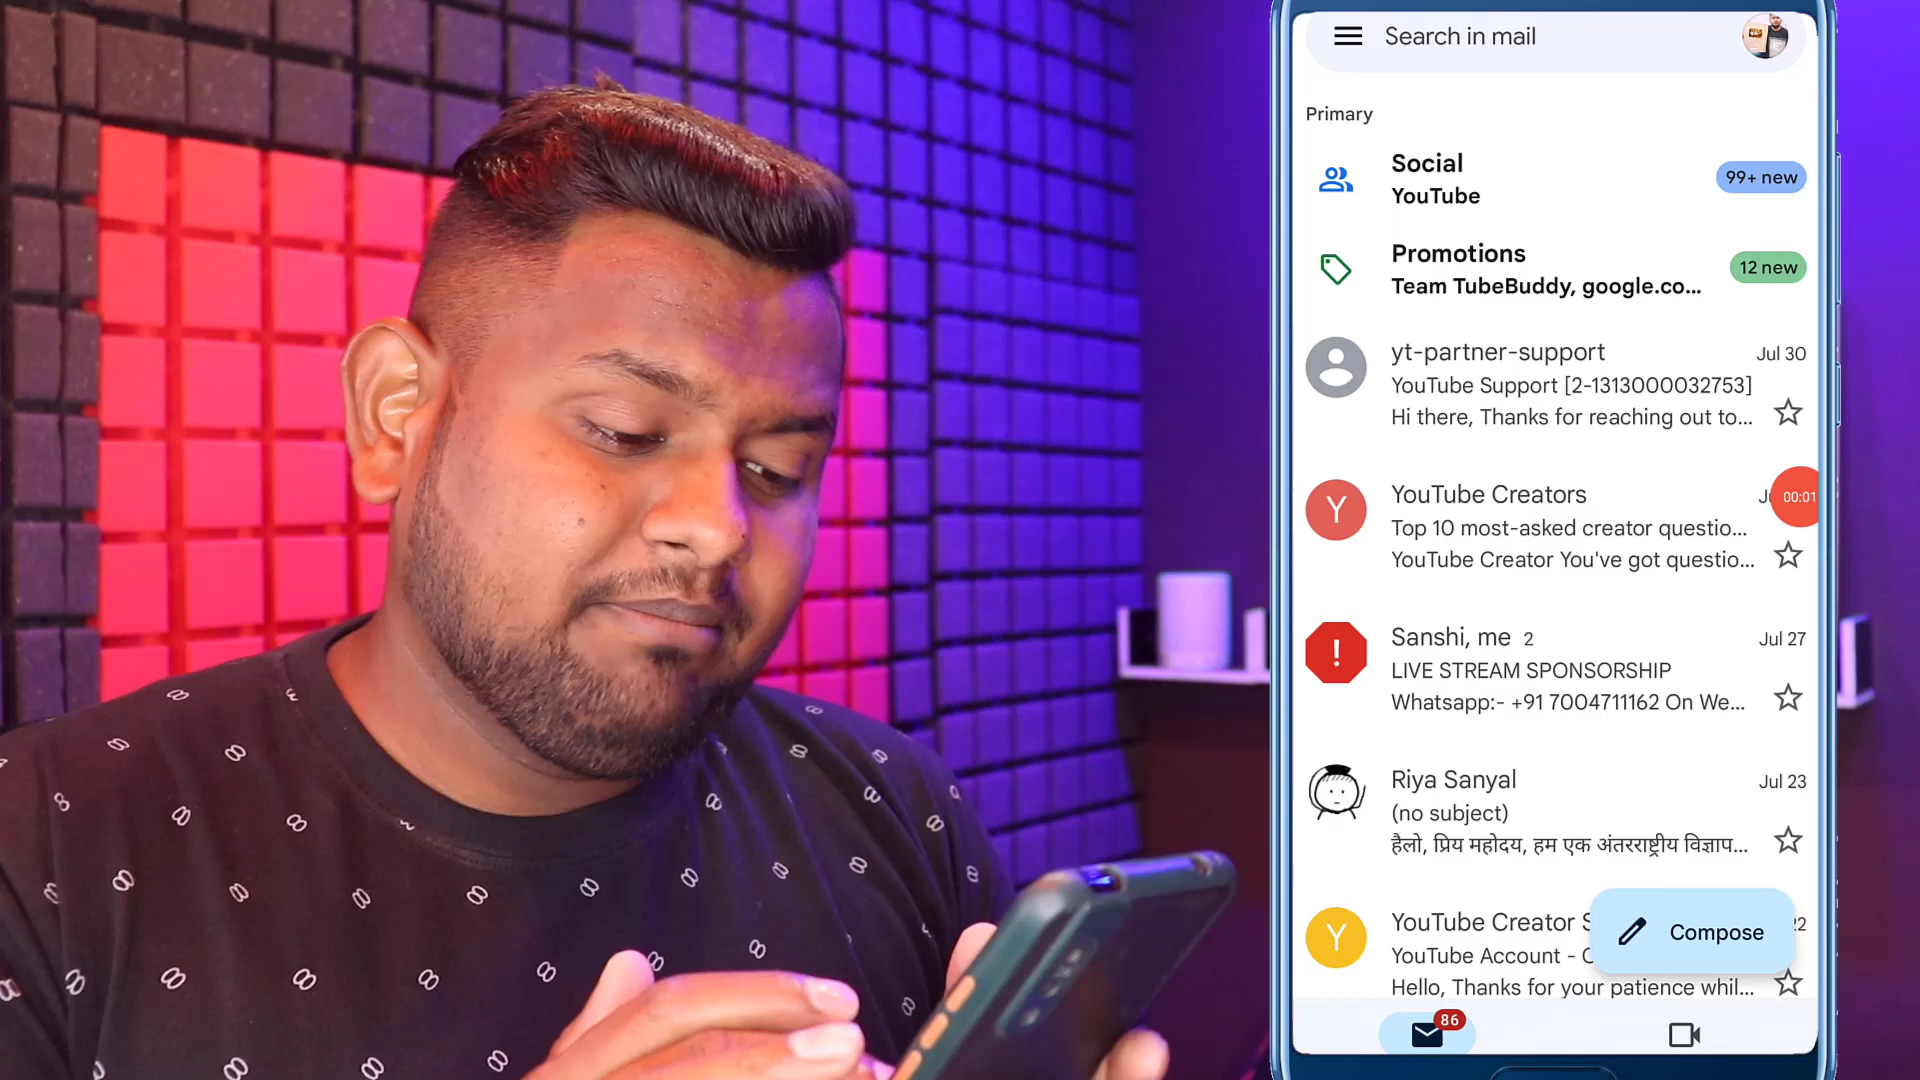 Search in mail
Primary
Social
99+ new
YouTube
Promotions
12 new
Team TubeBuddy, google.co...
yt-partner-support
Jul 30
YouTube Support [2-1313000032753]
Hi there, Thanks for reaching out to...
YouTube Creators
00:01
Y
Top 10 most-asked creator questio...
YouTube Creator You've got questio...
Sanshi, me 2
Jul 27
!
LIVE STREAM SPONSORSHIP
Whatsapp:- +91 7004711162 On We...
Riya Sanyal
Jul 23
(no subject)
हैलो, प्रिय महोदय, हम एक अंतरराष्ट्रीय विज्ञाप...
YouTube Creator
22
Y
Compose
YouTube Account -
Hello, Thanks for your patience whil...
86